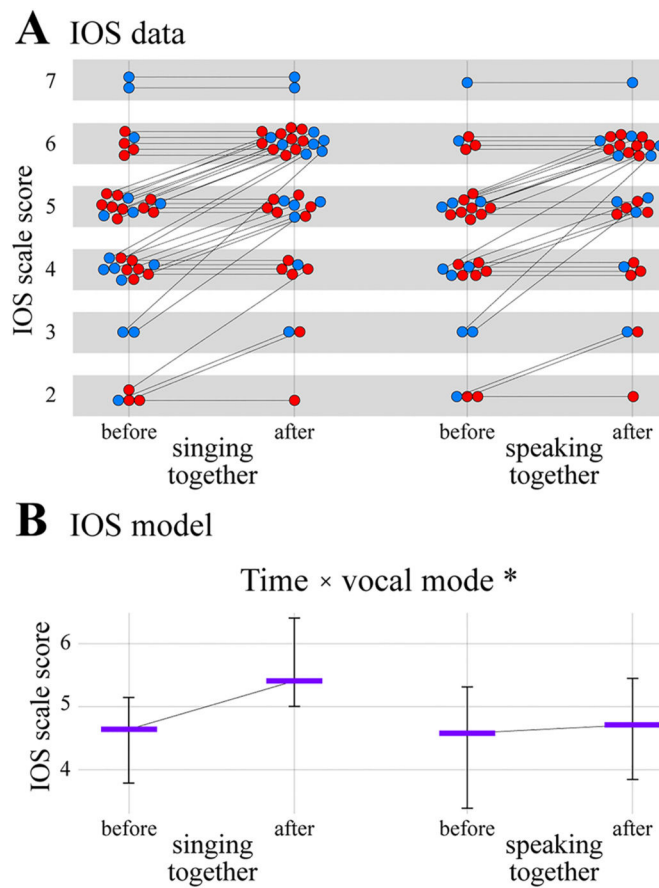 A IOS data
IOS scale score
7
6
5
4
3
2
before
after
before
after
singing together
speaking together
B IOS model
Time × vocal mode *
IOS scale score
6
5
4
before
after
before
after
singing together
speaking together